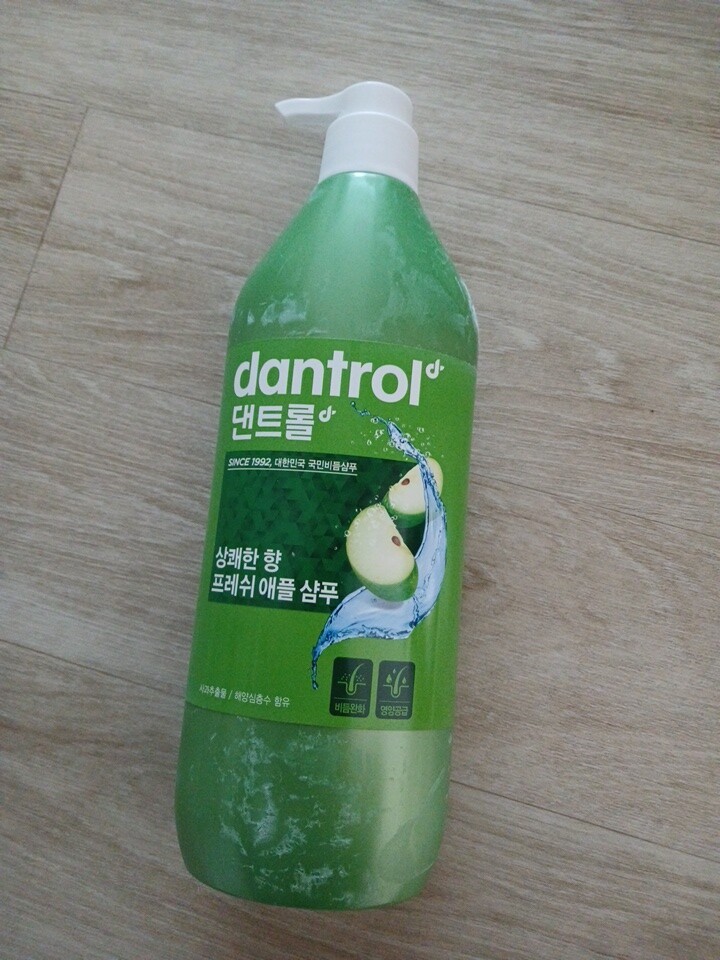 dantrol
댄트롤
SINCE 1992, 대한민국 국민비듬샴푸
상쾌한 향
프레쉬 애플 샴푸
비듬완화
영양공급
사과추출물 / 해양심층수 함유